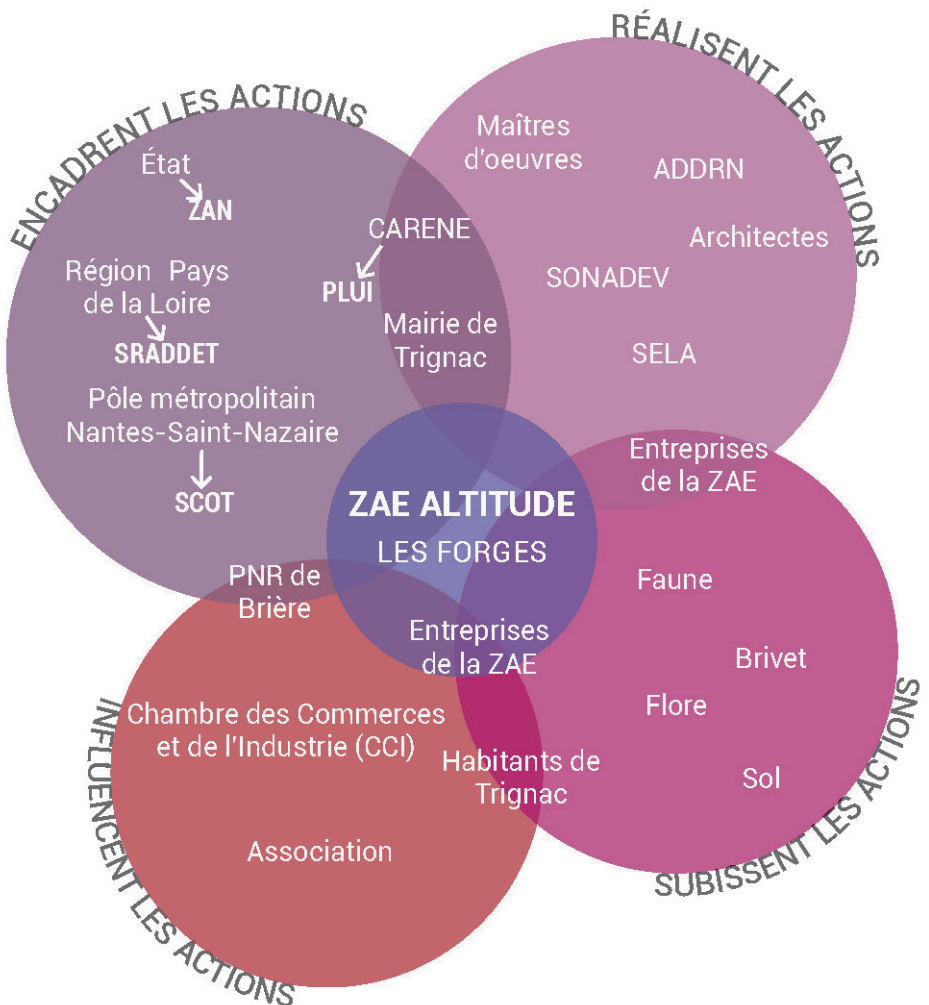 ENCADRENT LES ACTIONS
État
ZAN
Région Pays
de la Loire
SRADDET
Pôle métropolitain
Nantes-Saint-Nazaire
SCOT
CARENE
PLUI
Mairie de
Trignac
RÉALISENT LES ACTIONS
Maîtres
d'oeuvres
ADDRN
Architectes
SONADEV
SELA
Entreprises
de la ZAE
ZAE ALTITUDE
LES FORGES
Entreprises
de la ZAE
PNR de
Brière
Faune
Brivet
Flore
Sol
SUBISSENT LES ACTIONS
Chambre des Commerces
et de l'Industrie (CCI)
Habitants de
Trignac
Association
INFLUENCENT LES ACTIONS